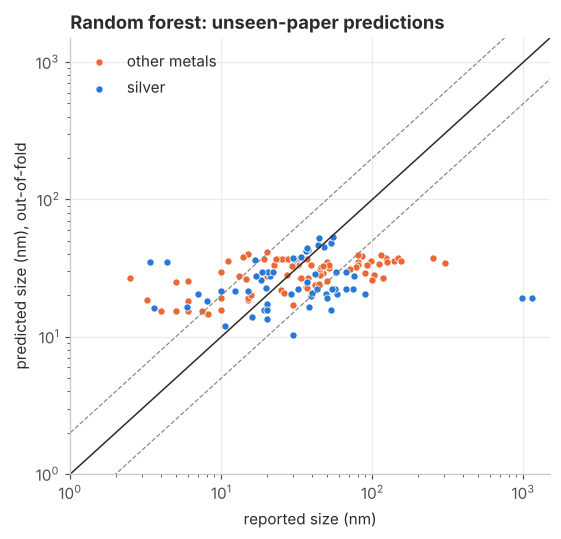 Random forest: unseen-paper predictions
other metals
silver
10³
10²
10¹
10⁰
predicted size (nm), out-of-fold
10⁰ 10¹ 10² 10³
reported size (nm)